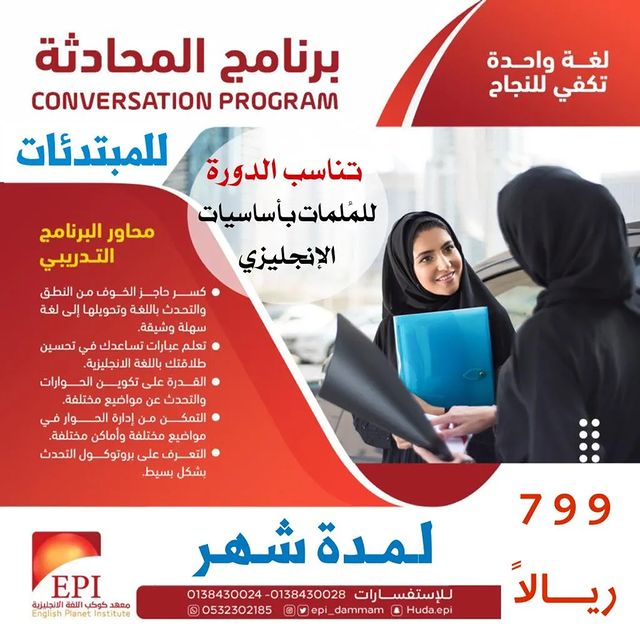 لغة واحدة
تكفي للنجاح
برنامج المحادثة
CONVERSATION PROGRAM
للمبتدئات
تناسب الدورة
للمُلمات بأساسيات
الإنجليزي
محاور البرنامج
التدريبي
كسر حاجز الخوف من النطق
والتحدث باللغة وتحويلها إلى لغة
سهلة وشيقة.
تعلم عبارات تساعدك في تحسين
طلاقتك باللغة الانجليزية.
القدرة على تكوين الحوارات
والتحدث عن مواضيع مختلفة.
التمكن من إدارة الحوار في
مواضيع مختلفة وأماكن مختلفة.
التعرف على بروتوكول التحدث
بشكل بسيط.
799
ريالاً
لمدة شهر
EPI
معهد كوكب اللغة الانجليزية
English Planet Institute
للإستفسارات 0138430028- 0138430024
0532302185 epi_dammam Huda.epi